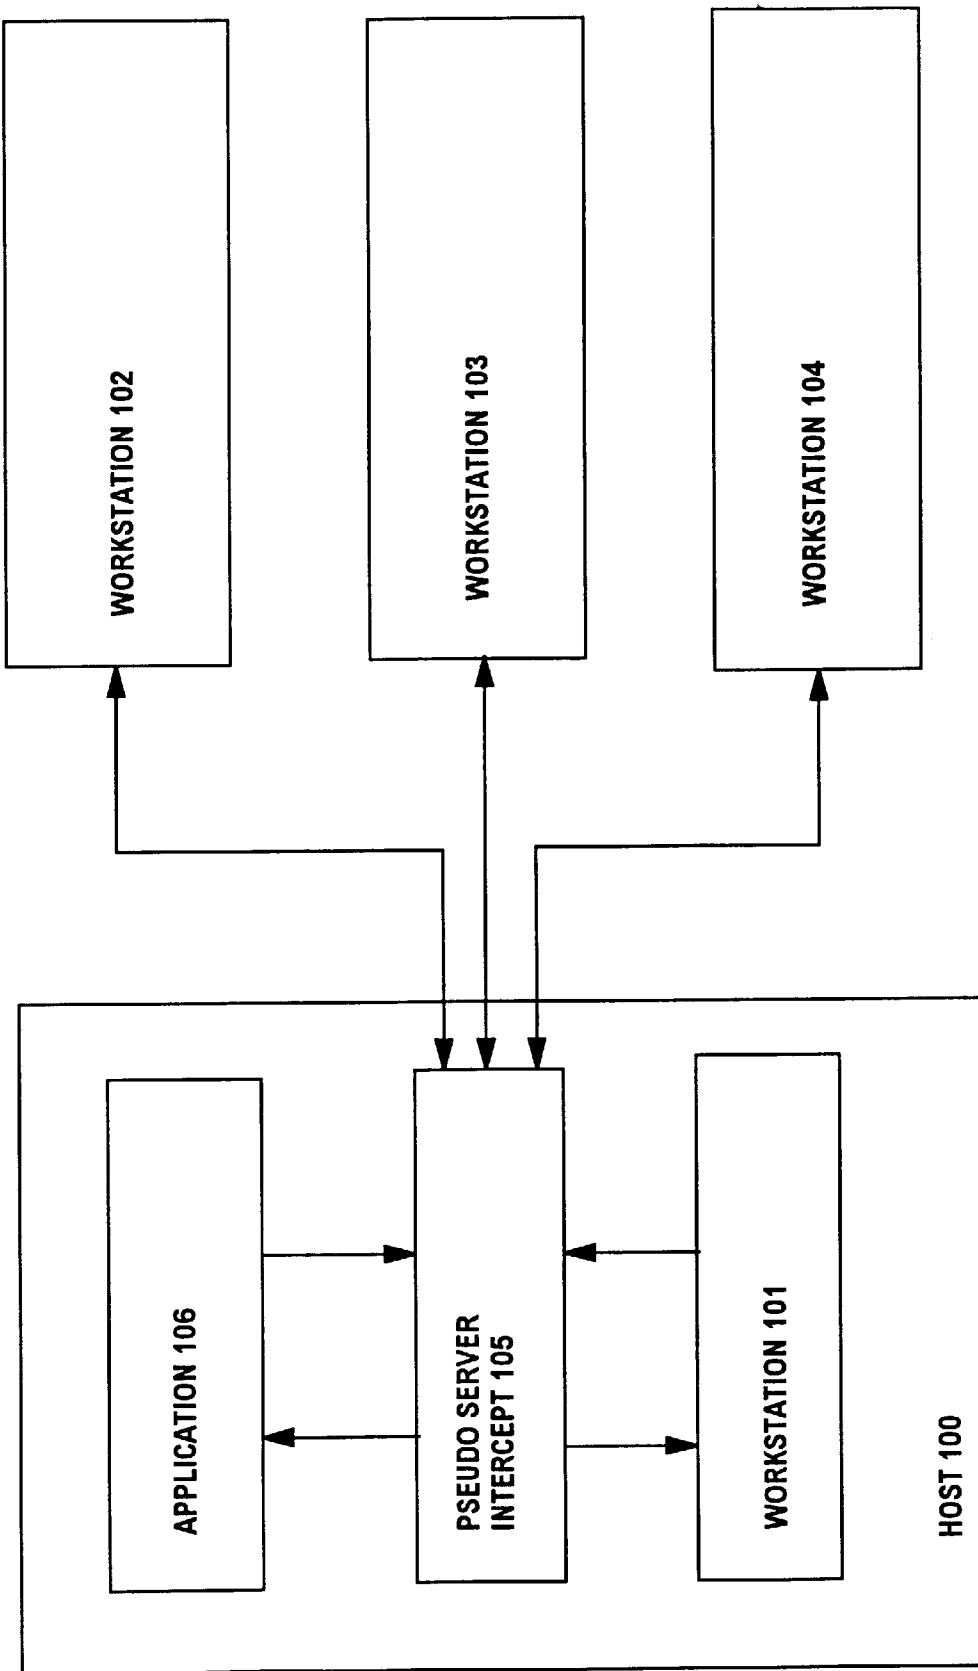 APPLICATION 106
PSEUDO SERVER
INTERCEPT 105
WORKSTATION 101
HOST 100
WORKSTATION 102
WORKSTATION 103
WORKSTATION 104